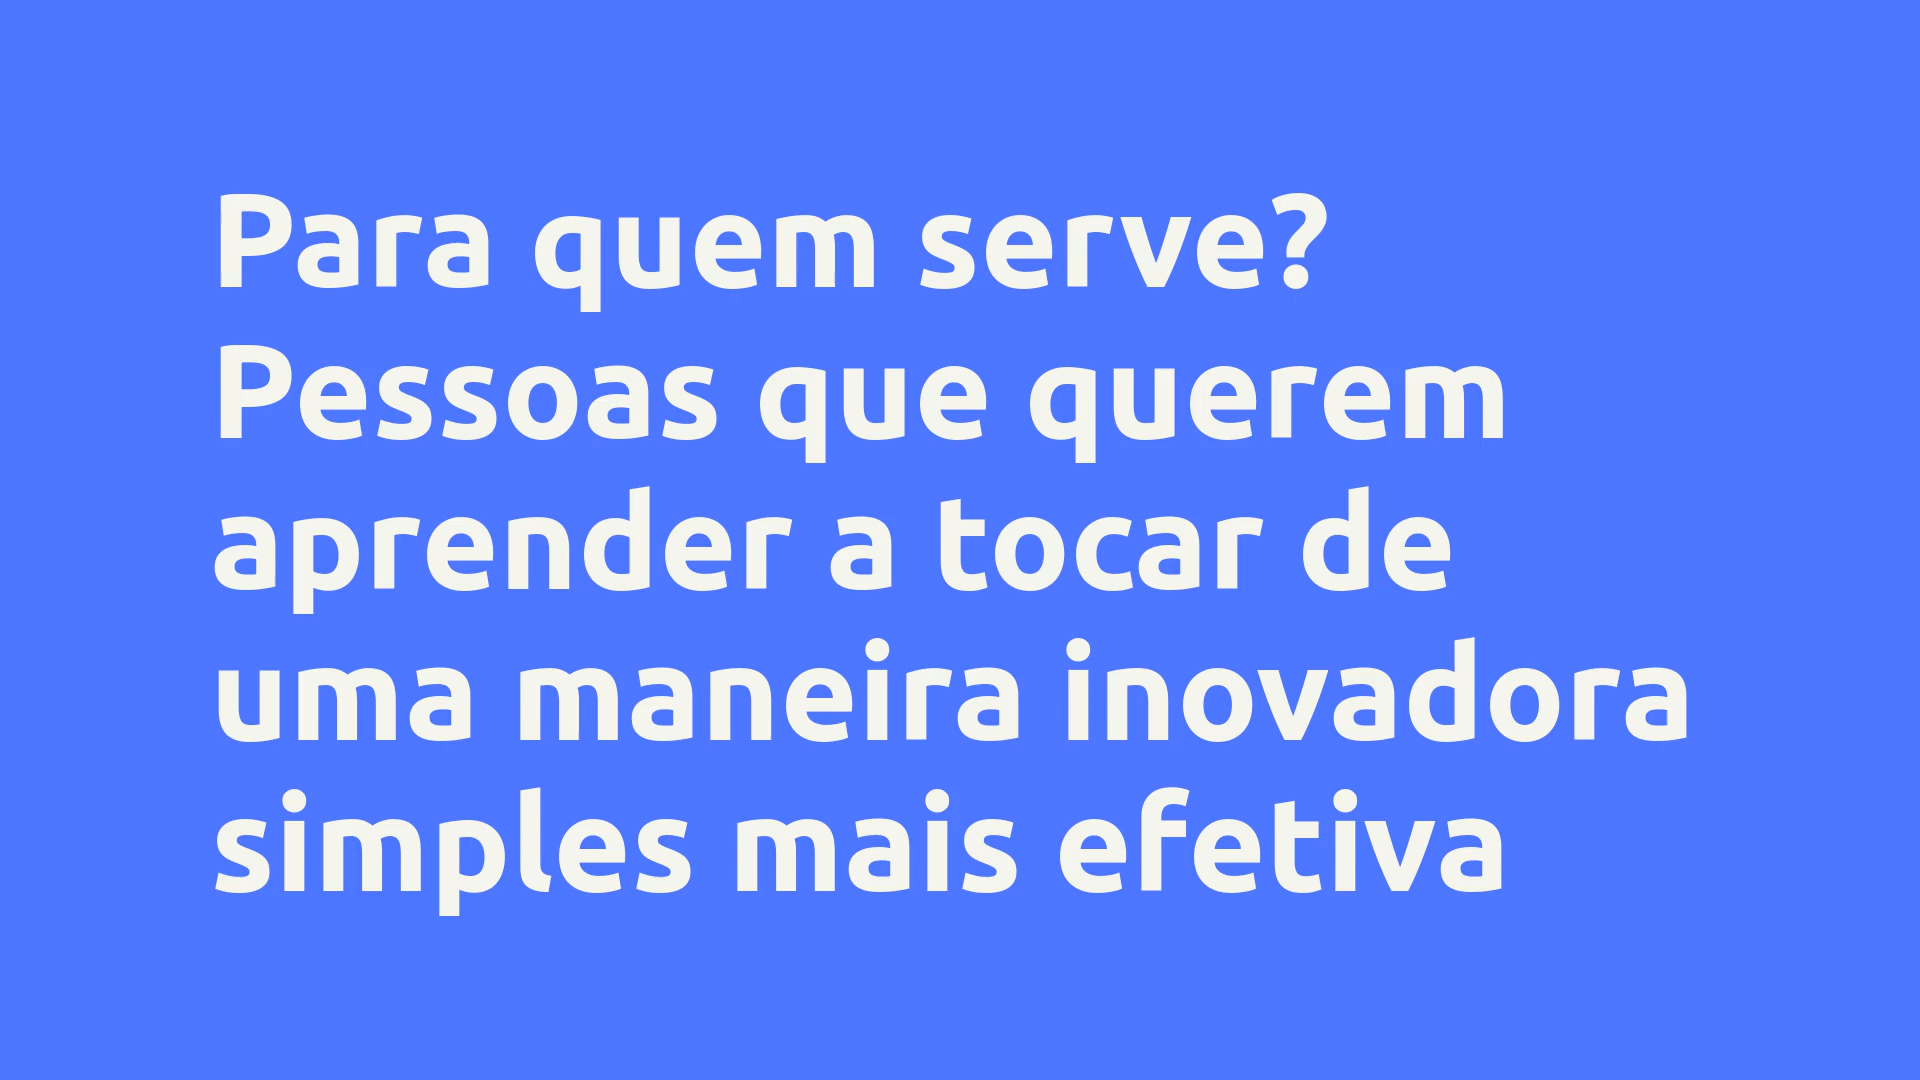 Para quem serve?
Pessoas que querem
aprender a tocar de
uma maneira inovadora
simples mais efetiva